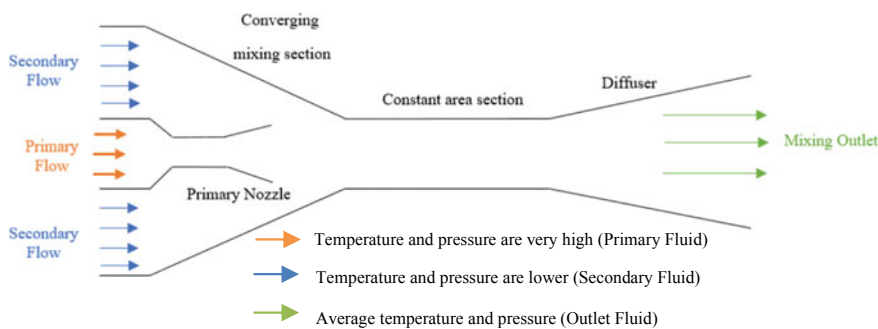 Converging
mixing section
Secondary
Flow
Diffuser
Constant area section
Primary
Flow
Mixing Outlet
Primary Nozzle
Secondary
Flow
Temperature and pressure are very high (Primary Fluid)
Temperature and pressure are lower (Secondary Fluid)
Average temperature and pressure (Outlet Fluid)